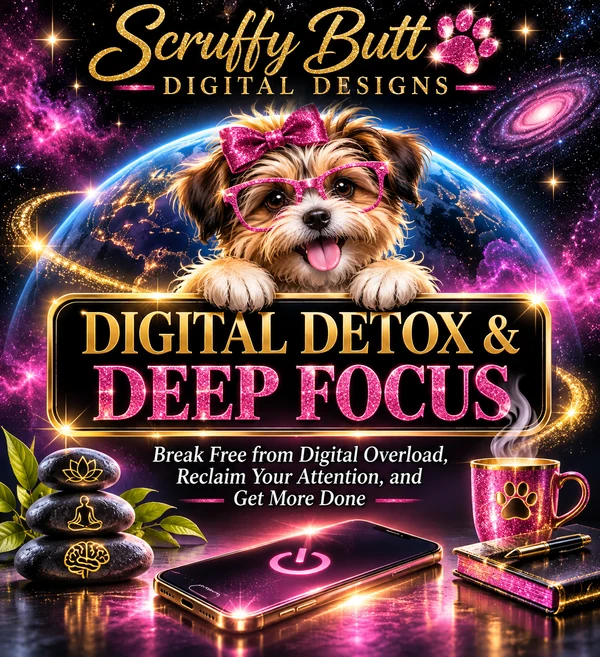 Scruffy Butt
DIGITAL DESIGNS
DIGITAL DETOX &
DEEP FOCUS
Break Free from Digital Overload,
Reclaim Your Attention, and
Get More Done